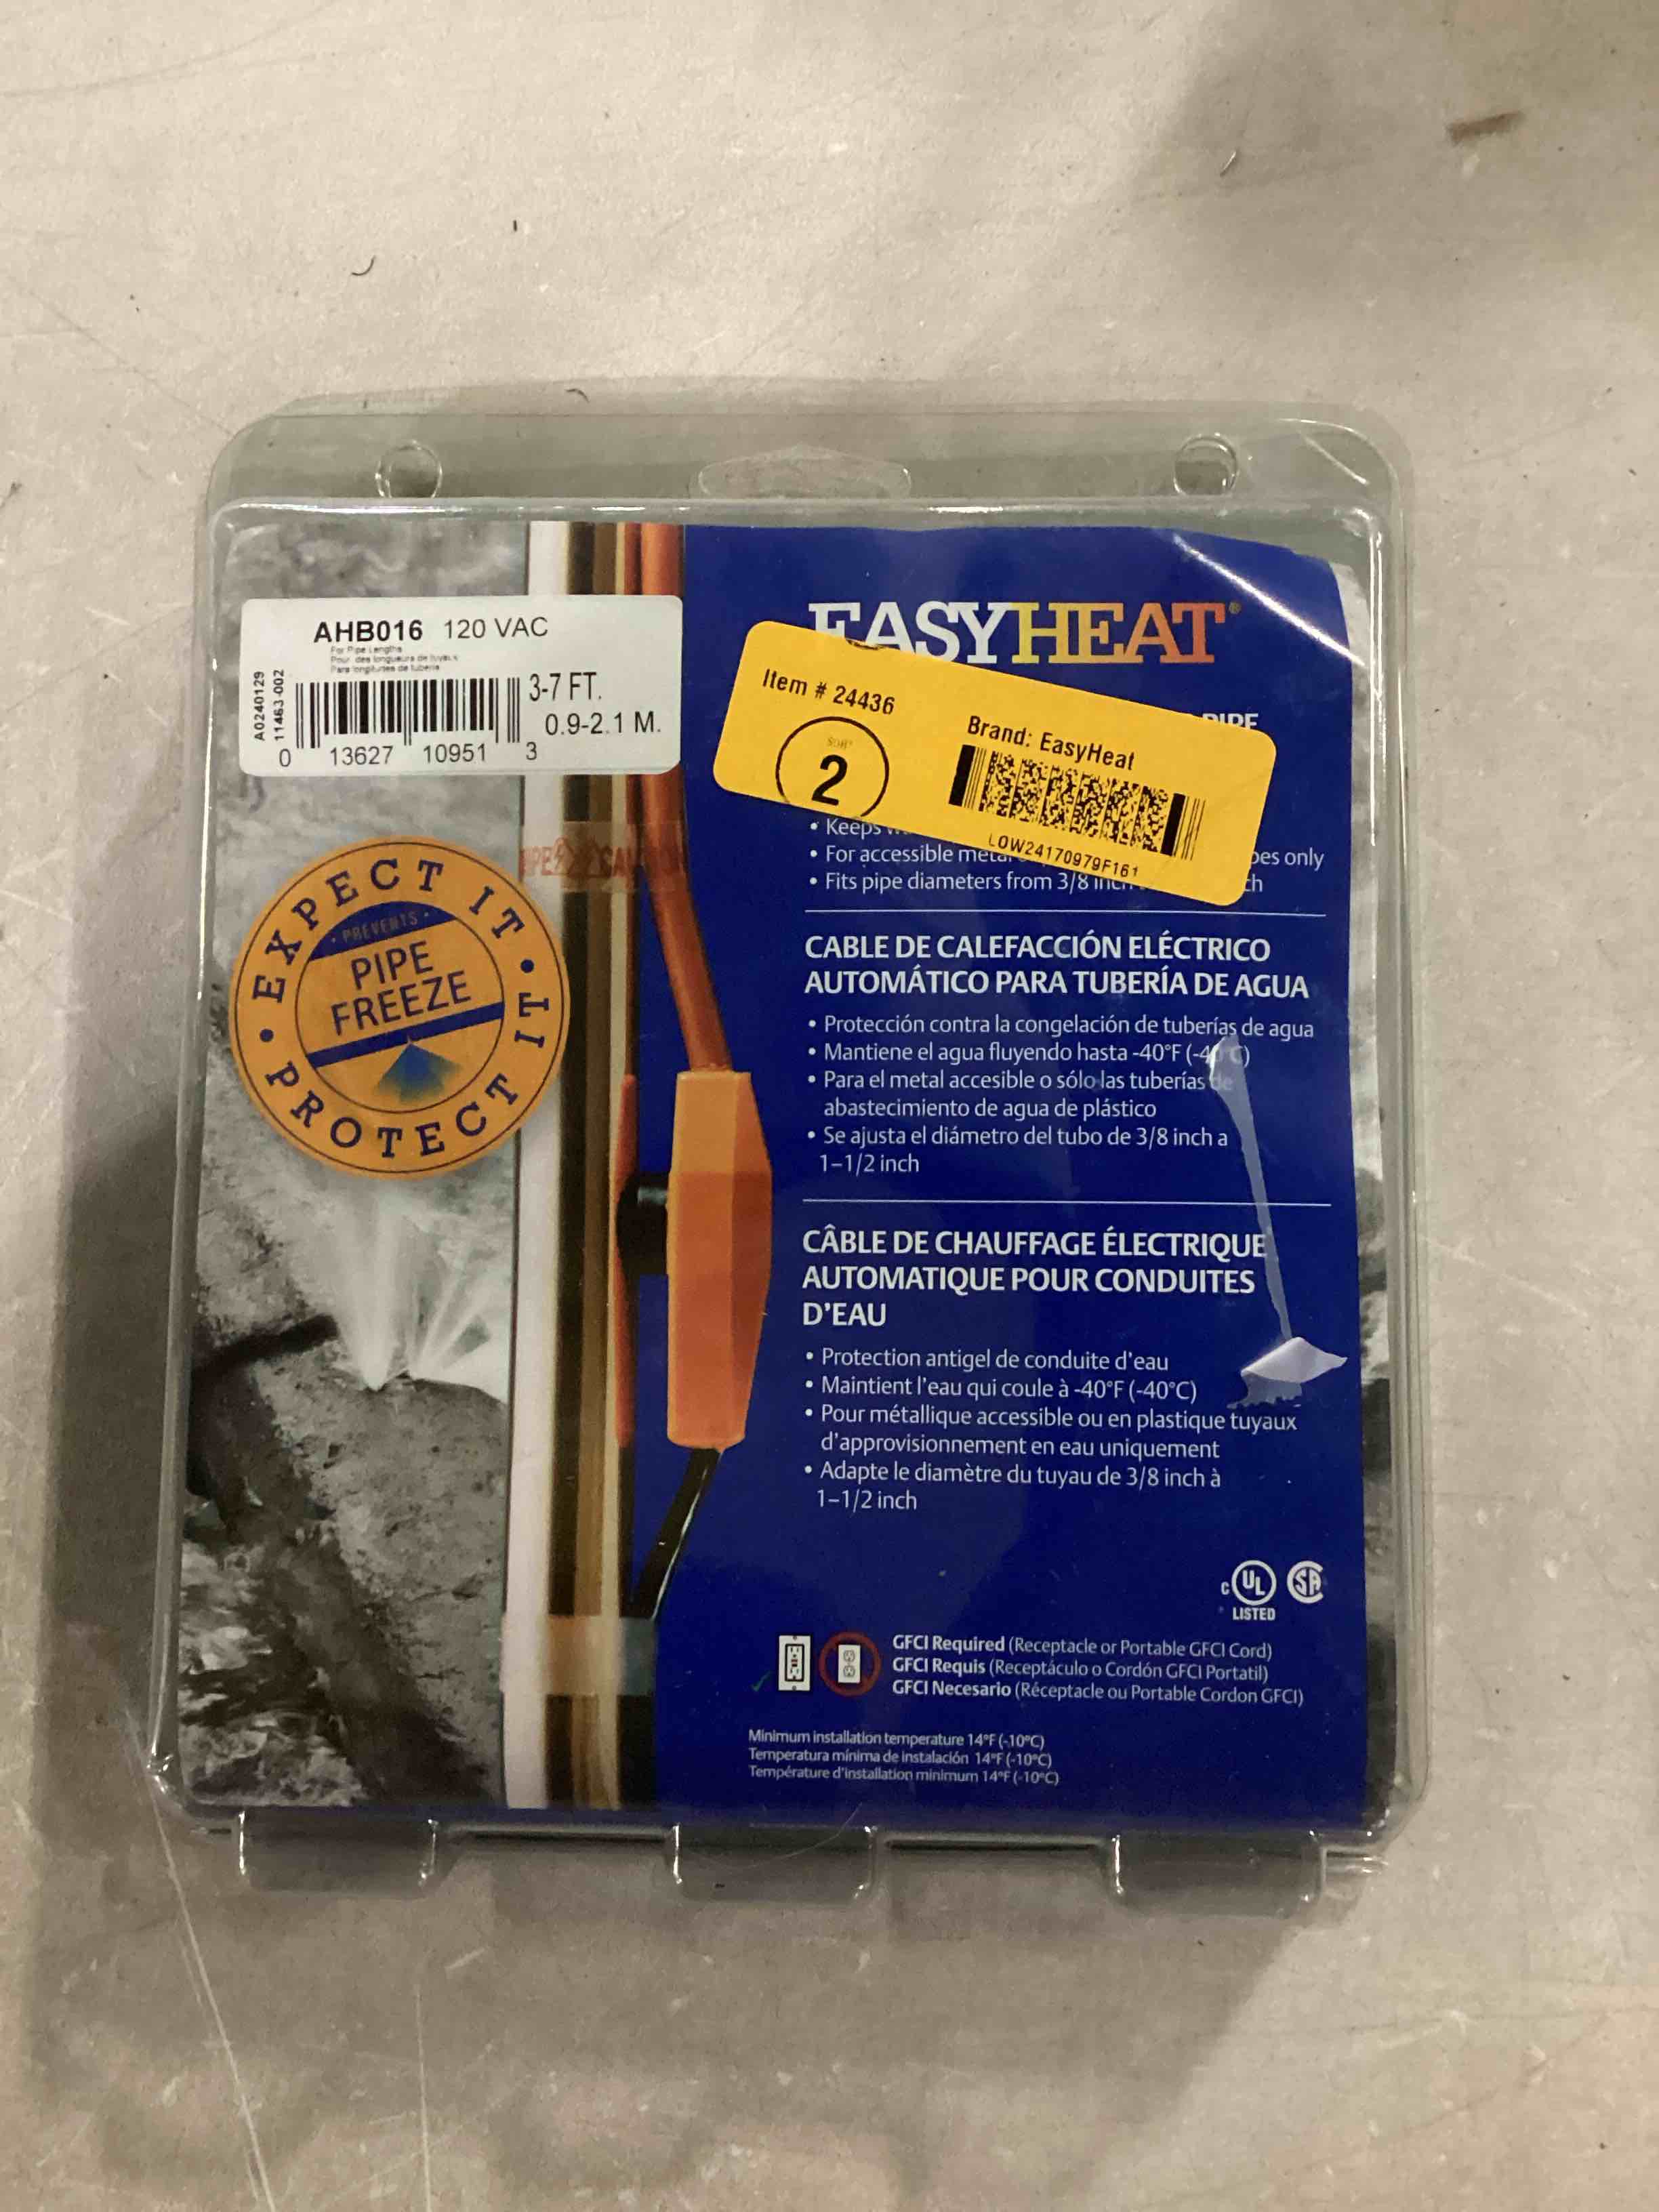 AHB016 120 VAC
For Pipe Lengths
Pour des longueurs de tuyaux
Para longitudes de tubería
3-7 FT.
0.9-2.1 M.
A0240129
11463-002
0 13627 10951 3
EASYHEAT®
PIPE
Item # 24436
Brand: EasyHeat
2
LOW24170979F161
• Keeps
• For accessible metal pes only
• Fits pipe diameters from 3/8 inch ch
EXPECT IT • PROTECT IT •
• PREVENTS •
PIPE
FREEZE
CABLE DE CALEFACCIÓN ELÉCTRICO
AUTOMÁTICO PARA TUBERÍA DE AGUA
• Protección contra la congelación de tuberías de agua
• Mantiene el agua fluyendo hasta -40°F (-40°C)
• Para el metal accesible o sólo las tuberías de
abastecimiento de agua de plástico
• Se ajusta el diámetro del tubo de 3/8 inch a
1-1/2 inch
CÂBLE DE CHAUFFAGE ÉLECTRIQUE
AUTOMATIQUE POUR CONDUITES
D'EAU
• Protection antigel de conduite d'eau
• Maintient l'eau qui coule à -40°F (-40°C)
• Pour métallique accessible ou en plastique tuyaux
d'approvisionnement en eau uniquement
• Adapte le diamètre du tuyau de 3/8 inch à
1-1/2 inch
c UL SA
LISTED
GFCI Required (Receptacle or Portable GFCI Cord)
GFCI Requis (Receptáculo o Cordón GFCI Portatil)
GFCI Necesario (Réceptacle ou Portable Cordon GFCI)
Minimum installation temperature 14°F (-10°C)
Temperatura mínima de instalación 14°F (-10°C)
Température d'installation minimum 14°F (-10°C)